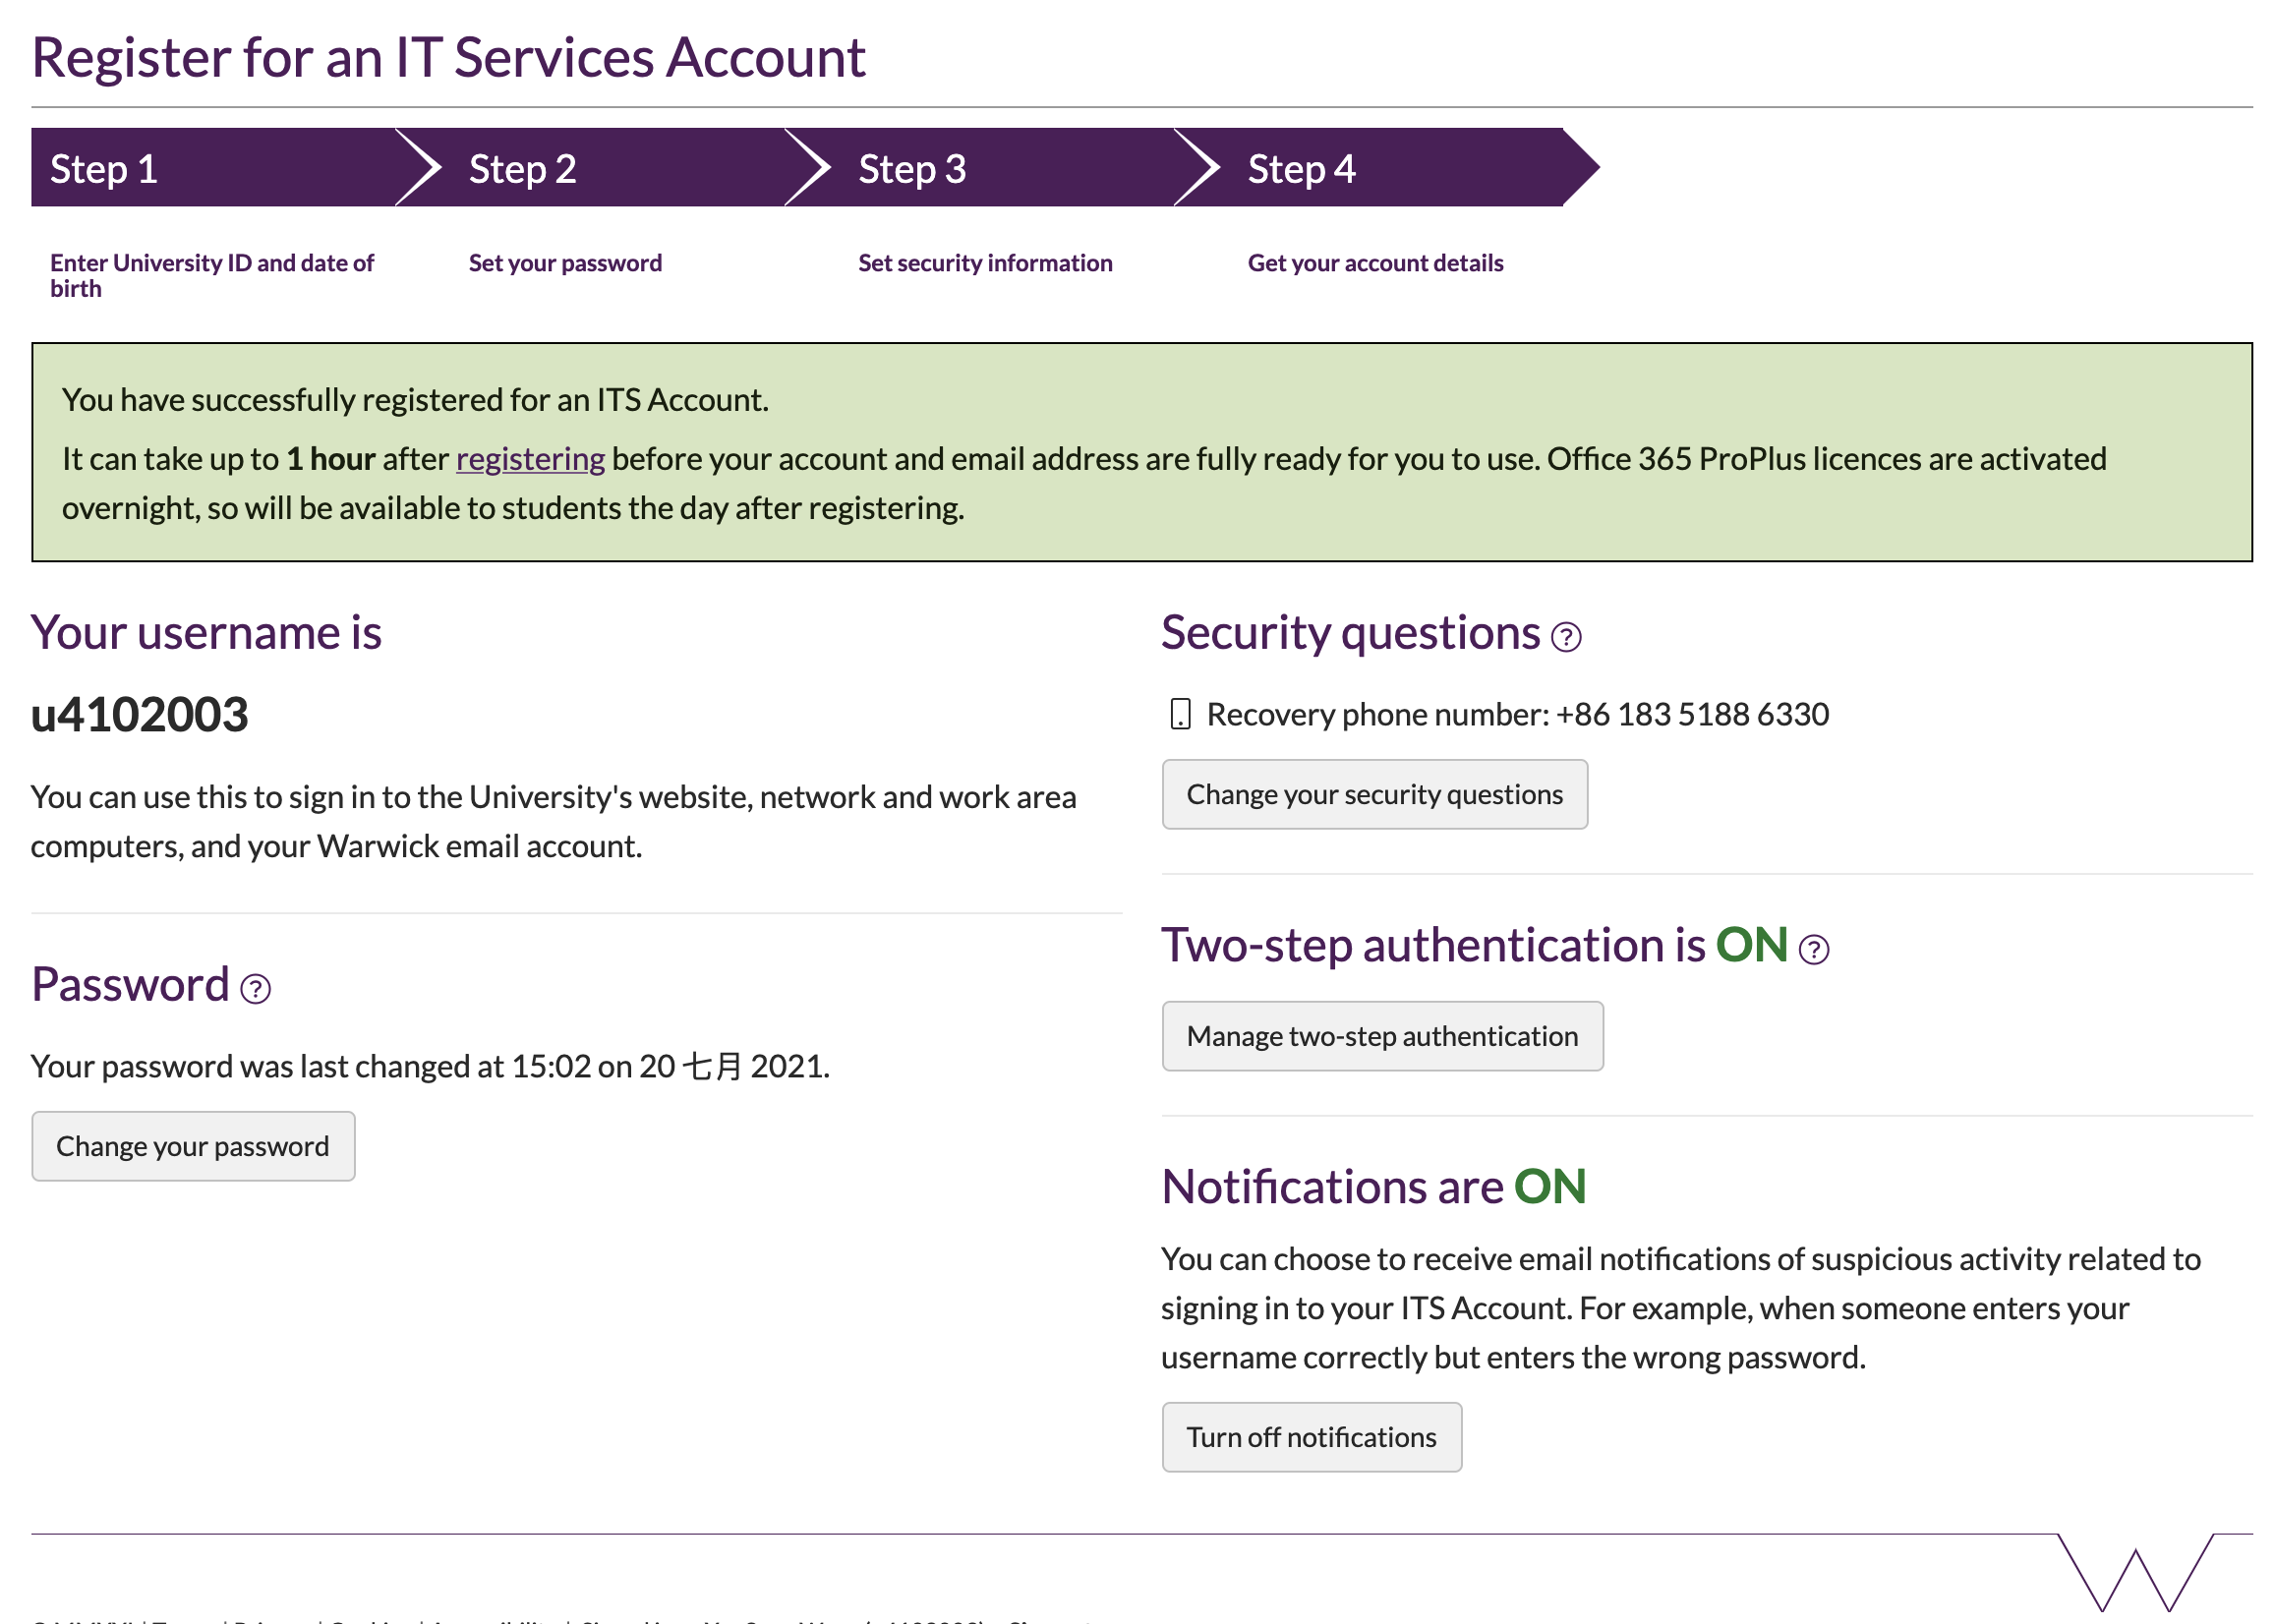 Register for an IT Services Account
Step 1
Step 2
Step 3
Step 4
Enter University ID and date of
birth
Set your password
Set security information
Get your account details
You have successfully registered for an ITS Account.
It can take up to 1 hour after registering before your account and email address are fully ready for you to use. Office 365 ProPlus licences are activated
overnight, so will be available to students the day after registering.
Your username is
u4102003
You can use this to sign in to the University's website, network and work area
computers, and your Warwick email account.
Password ?
Your password was last changed at 15:02 on 20 七月 2021.
Change your password
Security questions ?
Recovery phone number: +86 183 5188 6330
Change your security questions
Two-step authentication is ON ?
Manage two-step authentication
Notifications are ON
You can choose to receive email notifications of suspicious activity related to
signing in to your ITS Account. For example, when someone enters your
username correctly but enters the wrong password.
Turn off notifications